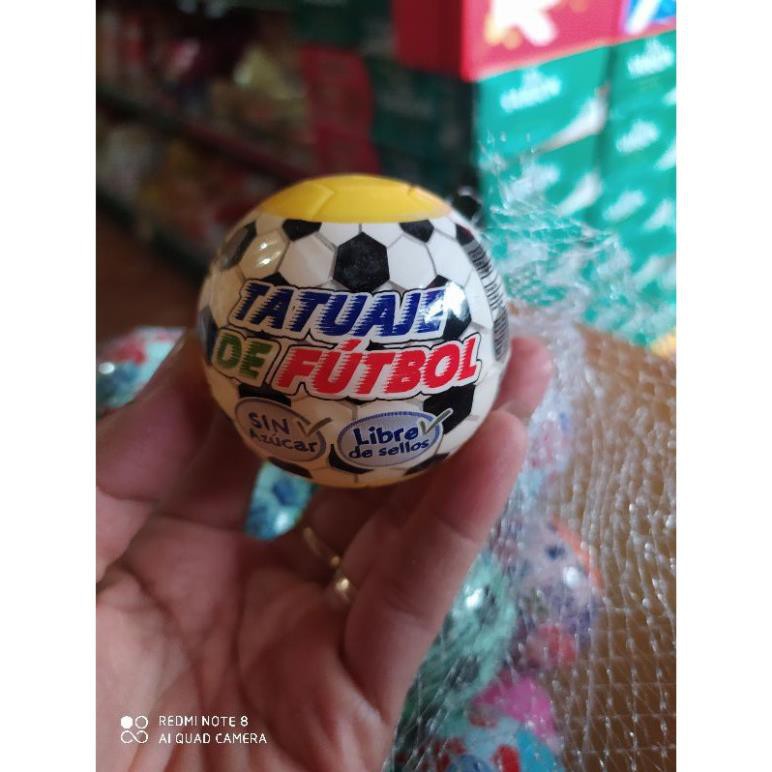 TATUAJE
DE FÚTBOL
SIN
Azúcar
Libre
de sellos
REDMI NOTE 8
AI QUAD CAMERA